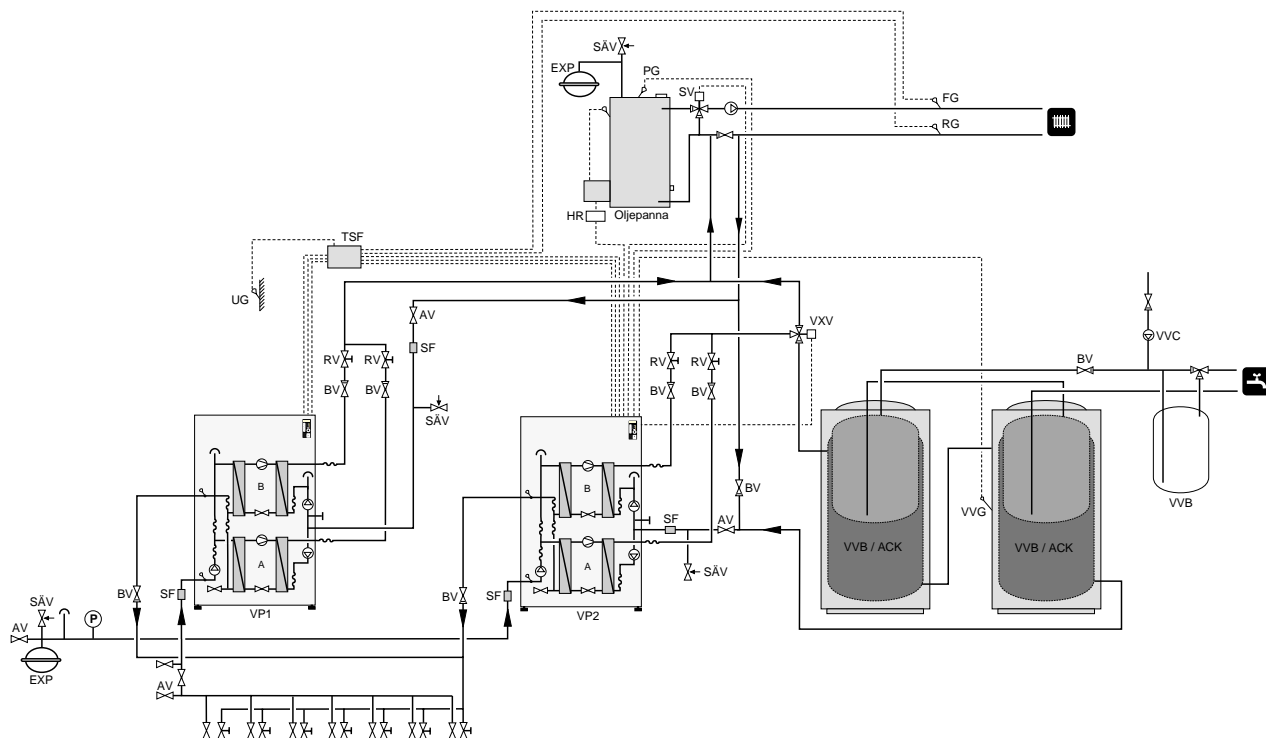 SÄV
EXP
PG
SV
FG
RG
HR
Oljepanna
TSF
UG
AV
SF
RV
RV
BV
BV
SÄV
VXV
RV
RV
BV
BV
VVC
BV
VVB
B
A
VP1
B
A
VP2
BV
SF
AV
SÄV
VVG
VVB / ACK
VVB / ACK
BV
SF
BV
SF
SÄV
AV
P
EXP
AV